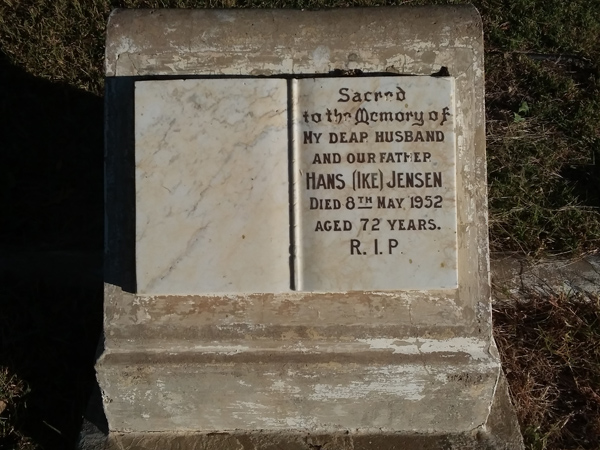 Sacred
to the Memory of
MY DEAR HUSBAND
AND OUR FATHER
HANS (IKE) JENSEN
DIED 8TH MAY 1952
AGED 72 YEARS.
R.I.P.